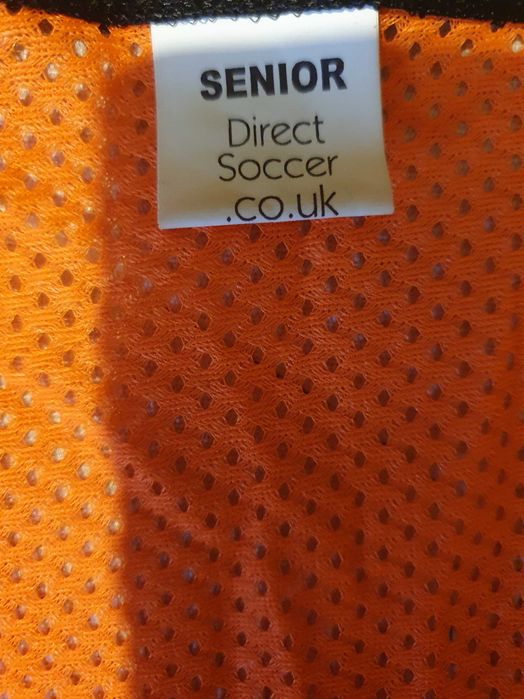 SENIOR
Direct
Soccer
.co.uk